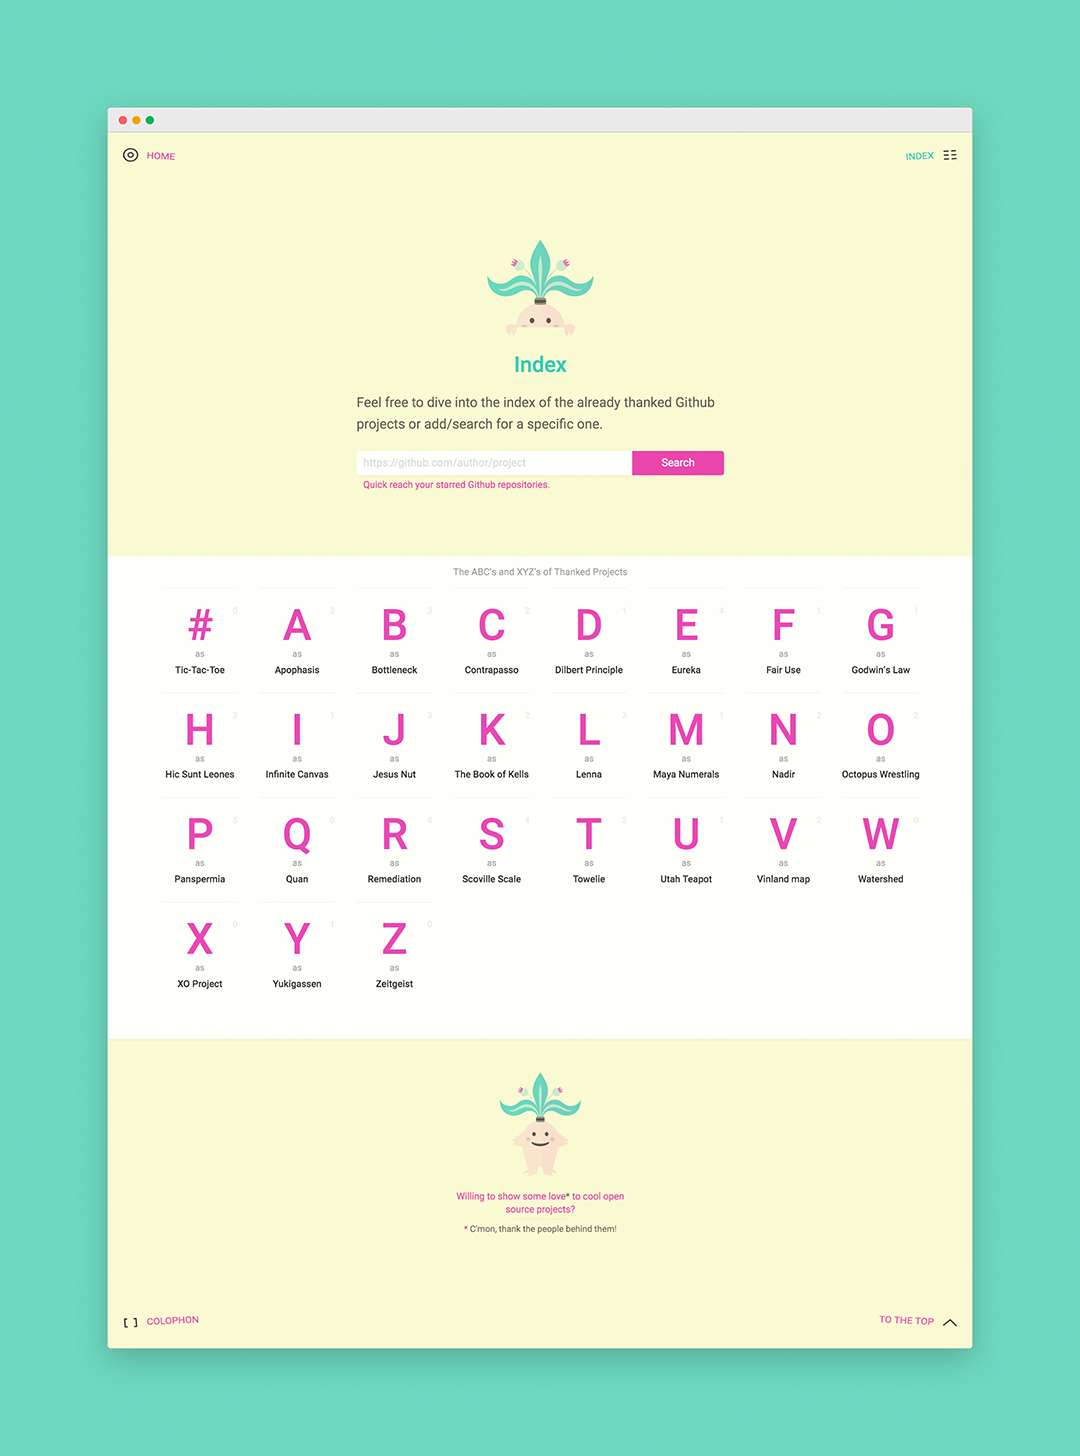 HOME
INDEX
Index
Feel free to dive into the index of the already thanked Github
projects or add/search for a specific one.
https://github.com/author/project
Search
Quick reach your starred Github repositories.
The ABC's and XYZ's of Thanked Projects
# A B C D E F G
as as as as as as as as
Tic-Tac-Toe Apophasis Bottleneck Contrapasso Dilbert Principle Eureka Fair Use Godwin's Law
H I J K L M N O
as as as as as as as as
Hic Sunt Leones Infinite Canvas Jesus Nut The Book of Kells Lenna Maya Numerals Nadir Octopus Wrestling
P Q R S T U V W
as as as as as as as as
Panspermia Quan Remediation Scoville Scale Towelie Utah Teapot Vinland map Watershed
X Y Z
as as as
XO Project Yukigassen Zeitgeist
Willing to show some love* to cool open
source projects?
* C'mon, thank the people behind them!
[ ] COLOPHON
TO THE TOP